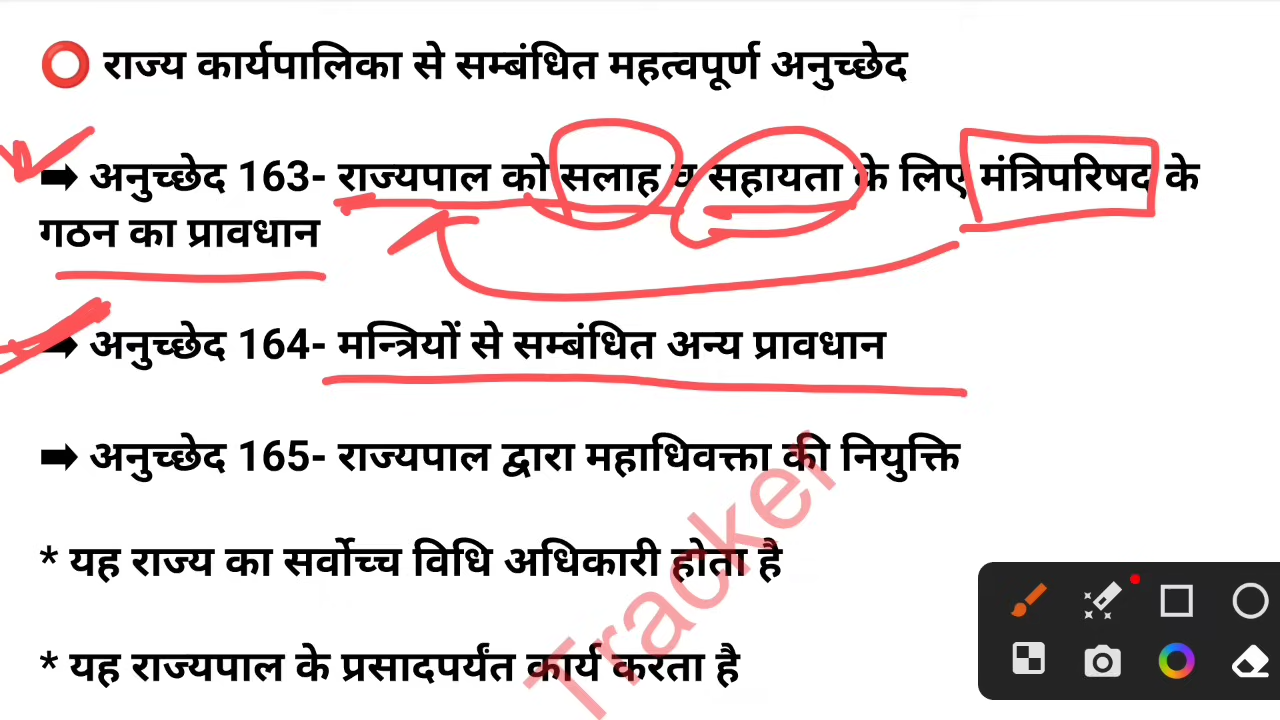 ⭕ राज्य कार्यपालिका से सम्बंधित महत्वपूर्ण अनुच्छेद
➡ अनुच्छेद 163- राज्यपाल को सलाह व सहायता के लिए मंत्रिपरिषद के
गठन का प्रावधान
➡ अनुच्छेद 164- मन्त्रियों से सम्बंधित अन्य प्रावधान
➡ अनुच्छेद 165- राज्यपाल द्वारा महाधिवक्ता की नियुक्ति
* यह राज्य का सर्वोच्च विधि अधिकारी होता है
* यह राज्यपाल के प्रसादपर्यंत कार्य करता है
Tracker